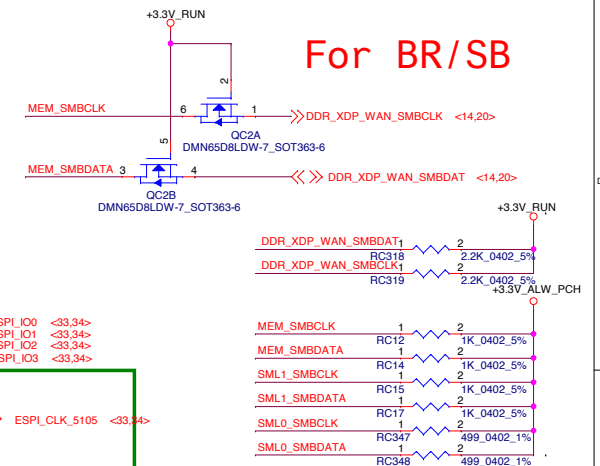 +3.3V_RUN
For BR/SB
2
MEM_SMBCLK 6 1 DDR_XDP_WAN_SMBCLK <14,20>
QC2A
DMN65D8LDW-7_SOT363-6
5
MEM_SMBDATA 3 4 DDR_XDP_WAN_SMBDAT <14,20>
QC2B
DMN65D8LDW-7_SOT363-6
+3.3V_RUN
DDR_XDP_WAN_SMBDAT 1 2
RC318 2.2K_0402_5%
DDR_XDP_WAN_SMBCLK 1 2
RC319 2.2K_0402_5%
+3.3V_ALW_PCH
MEM_SMBCLK 1 2
RC12 1K_0402_5%
MEM_SMBDATA 1 2
RC14 1K_0402_5%
SML1_SMBCLK 1 2
RC15 1K_0402_5%
SML1_SMBDATA 1 2
RC17 1K_0402_5%
SML0_SMBCLK 1 2
RC347 499_0402_1%
SML0_SMBDATA 1 2
RC348 499_0402_1%
SPI_IO0 <33,34>
SPI_IO1 <33,34>
SPI_IO2 <33,34>
SPI_IO3 <33,34>
ESPI_CLK_5105 <33,34>